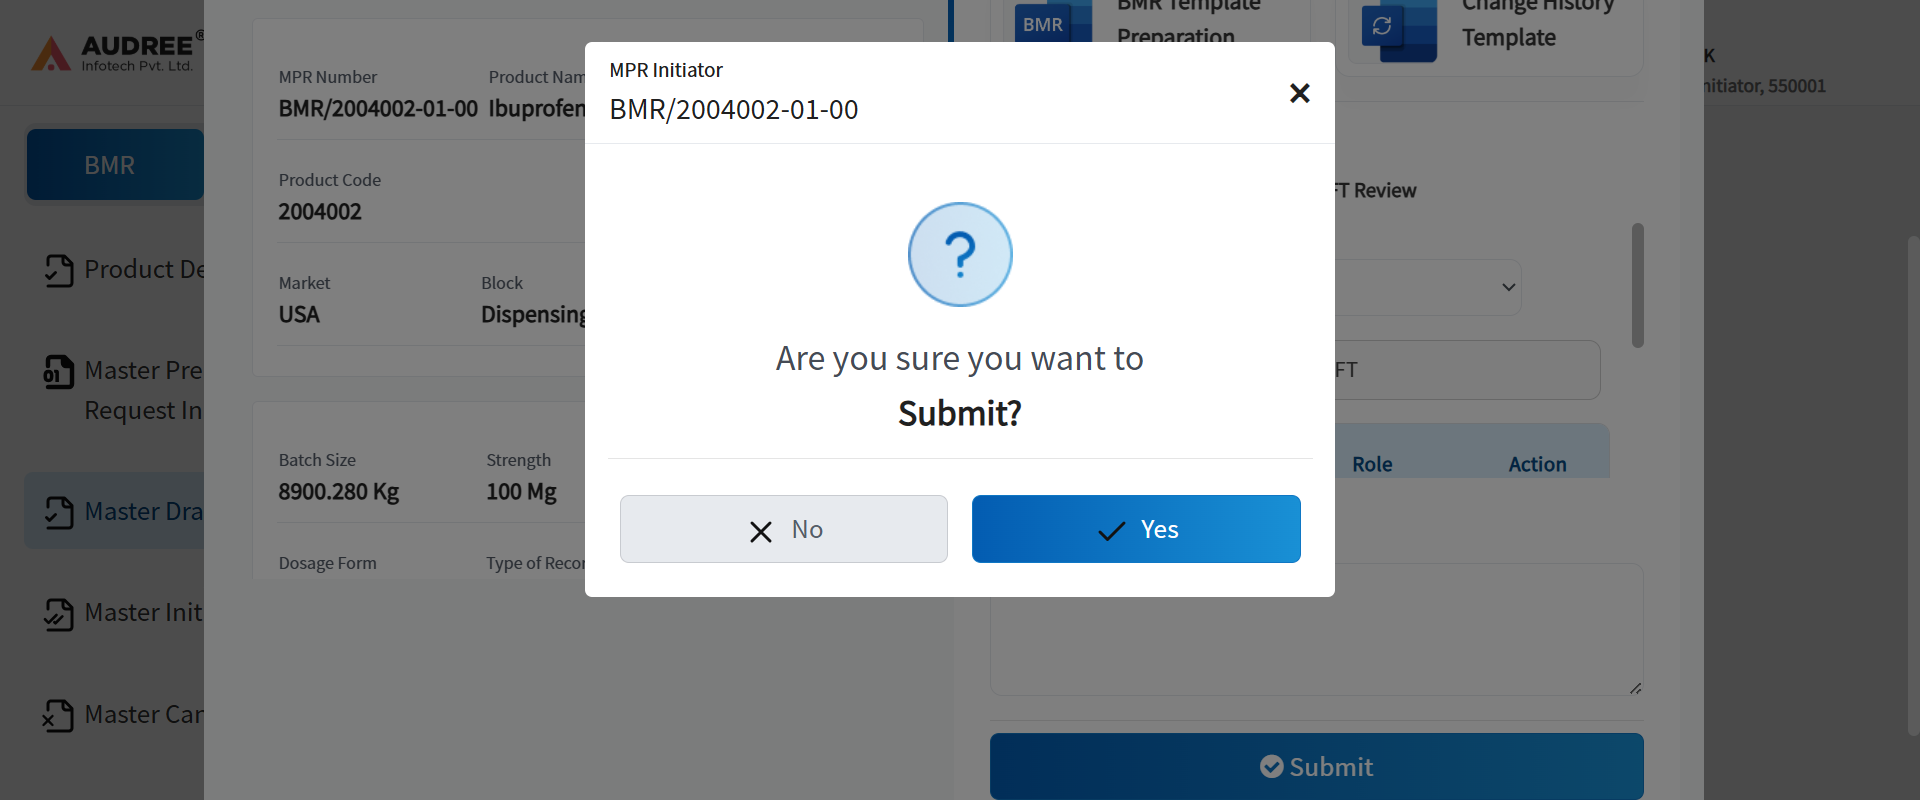 AUDREE®
Infotech Pvt. Ltd.
BMR
Product De
Master Pre
Request In
Master Dra
Master Init
Master Can
MPR Number
BMR/2004002-01-00
Product Nam
Ibuprofen
Product Code
2004002
Market
USA
Block
Dispensing
Batch Size
8900.280 Kg
Strength
100 Mg
Dosage Form
Type of Recor
MPR Initiator
BMR/2004002-01-00
Are you sure you want to
Submit?
No
Yes
BMR
BMR Template
Preparation
Change History
Template
K
nitiator, 550001
FT Review
FT
Role
Action
Submit